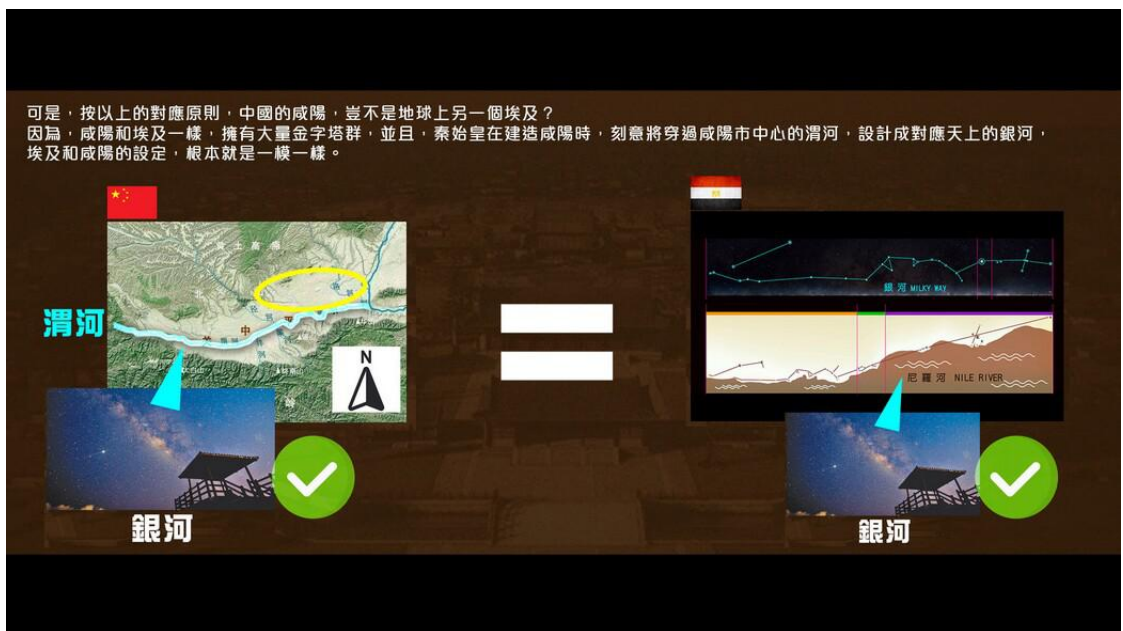 可是，按以上的對應原則，中國的咸陽，豈不是地球上另一個埃及？
因為，咸陽和埃及一樣，擁有大量金字塔群，並且，秦始皇在建造咸陽時，刻意將穿過咸陽市中心的渭河，設計成對應天上的銀河，
埃及和咸陽的設定，根本就是一模一樣。
土高原
銀河 MILKY WAY
渭河
中
N
尼羅河 NILE RIVER
銀河
銀河